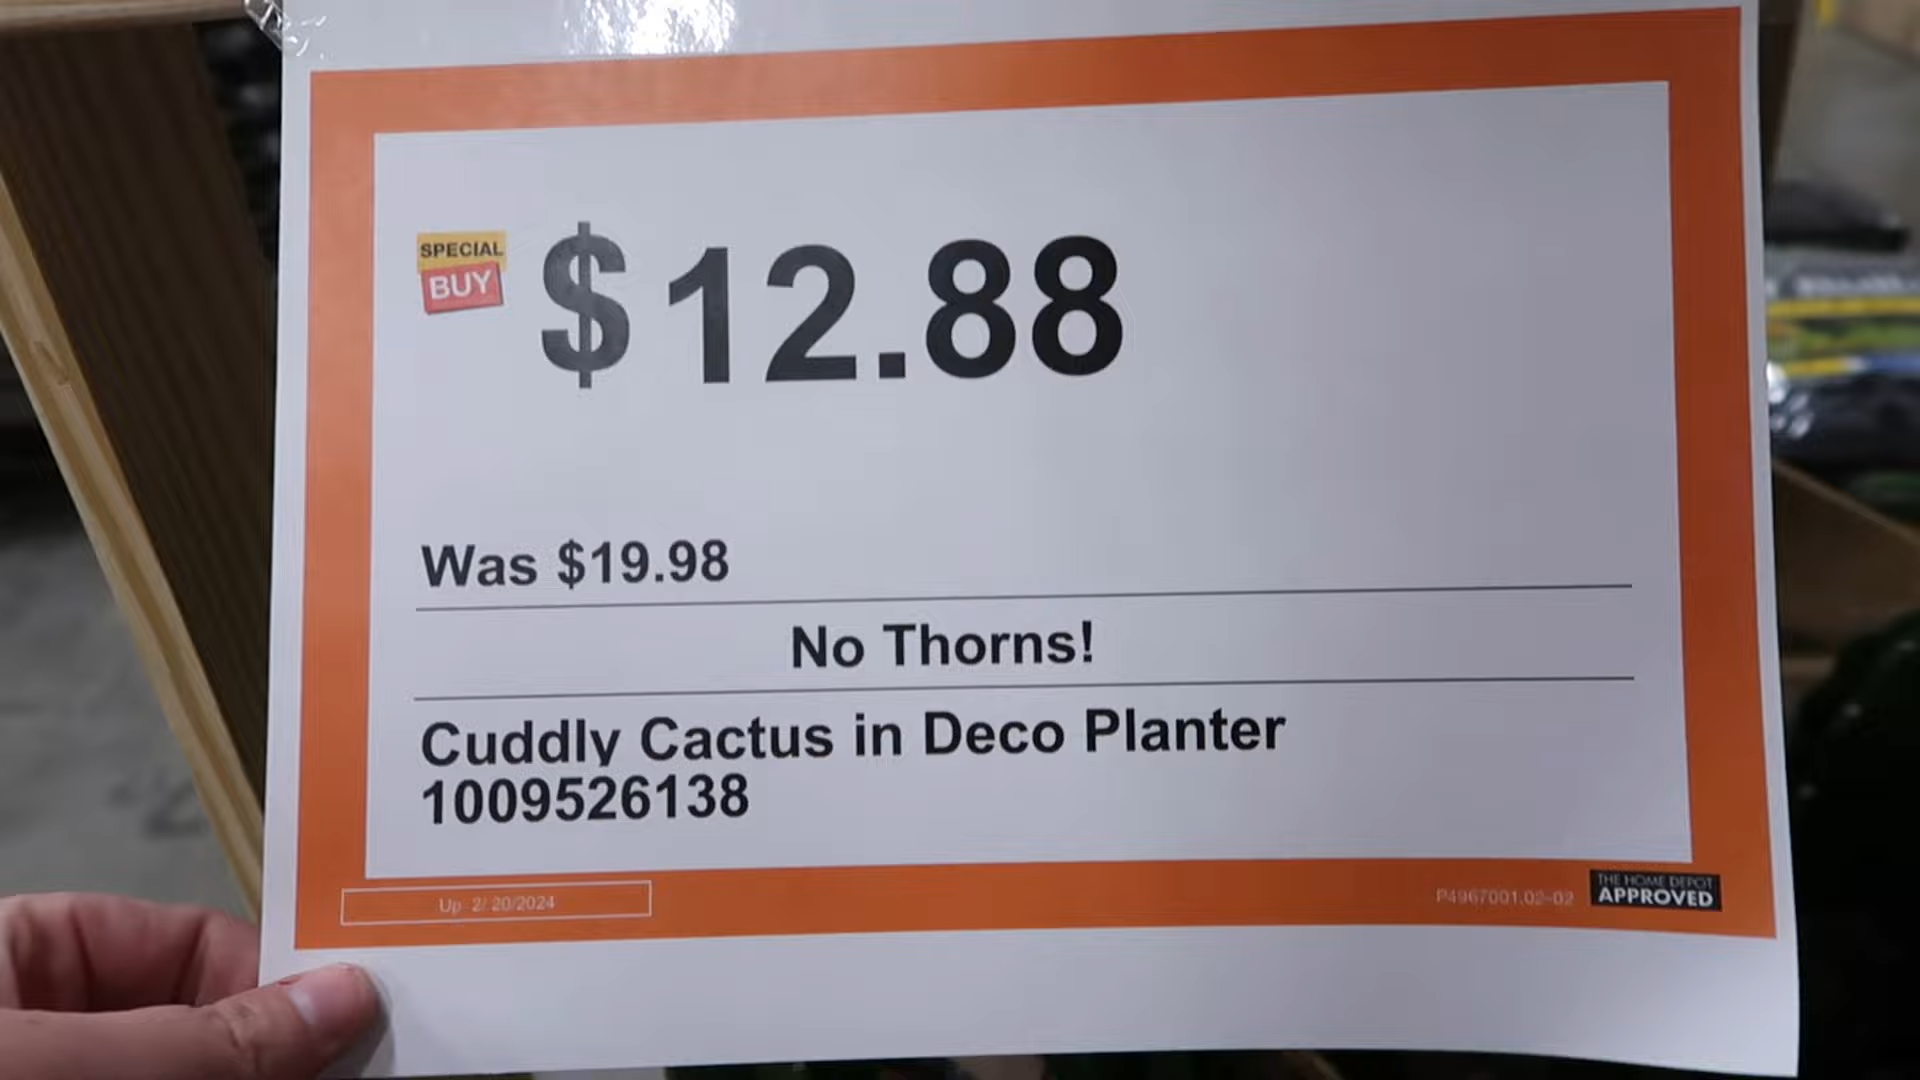 SPECIAL
BUY
$12.88
Was $19.98
No Thorns!
Cuddly Cactus in Deco Planter
1009526138
Up 2/ 20/2024
P4967001.02-02
THE HOME DEPOT
APPROVED